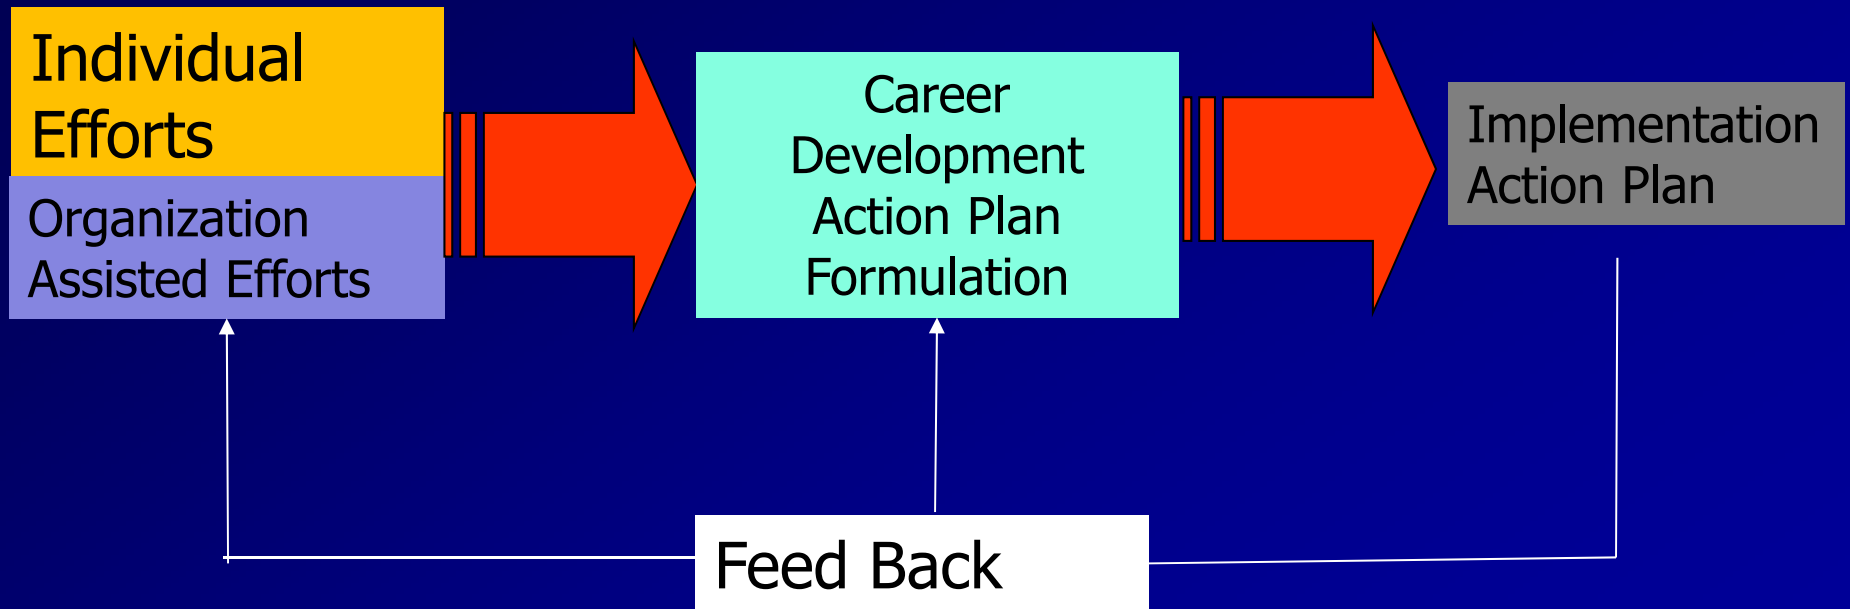 Individual
Efforts
Organization
Assisted Efforts
Career
Development
Action Plan
Formulation
Implementation
Action Plan
Feed Back